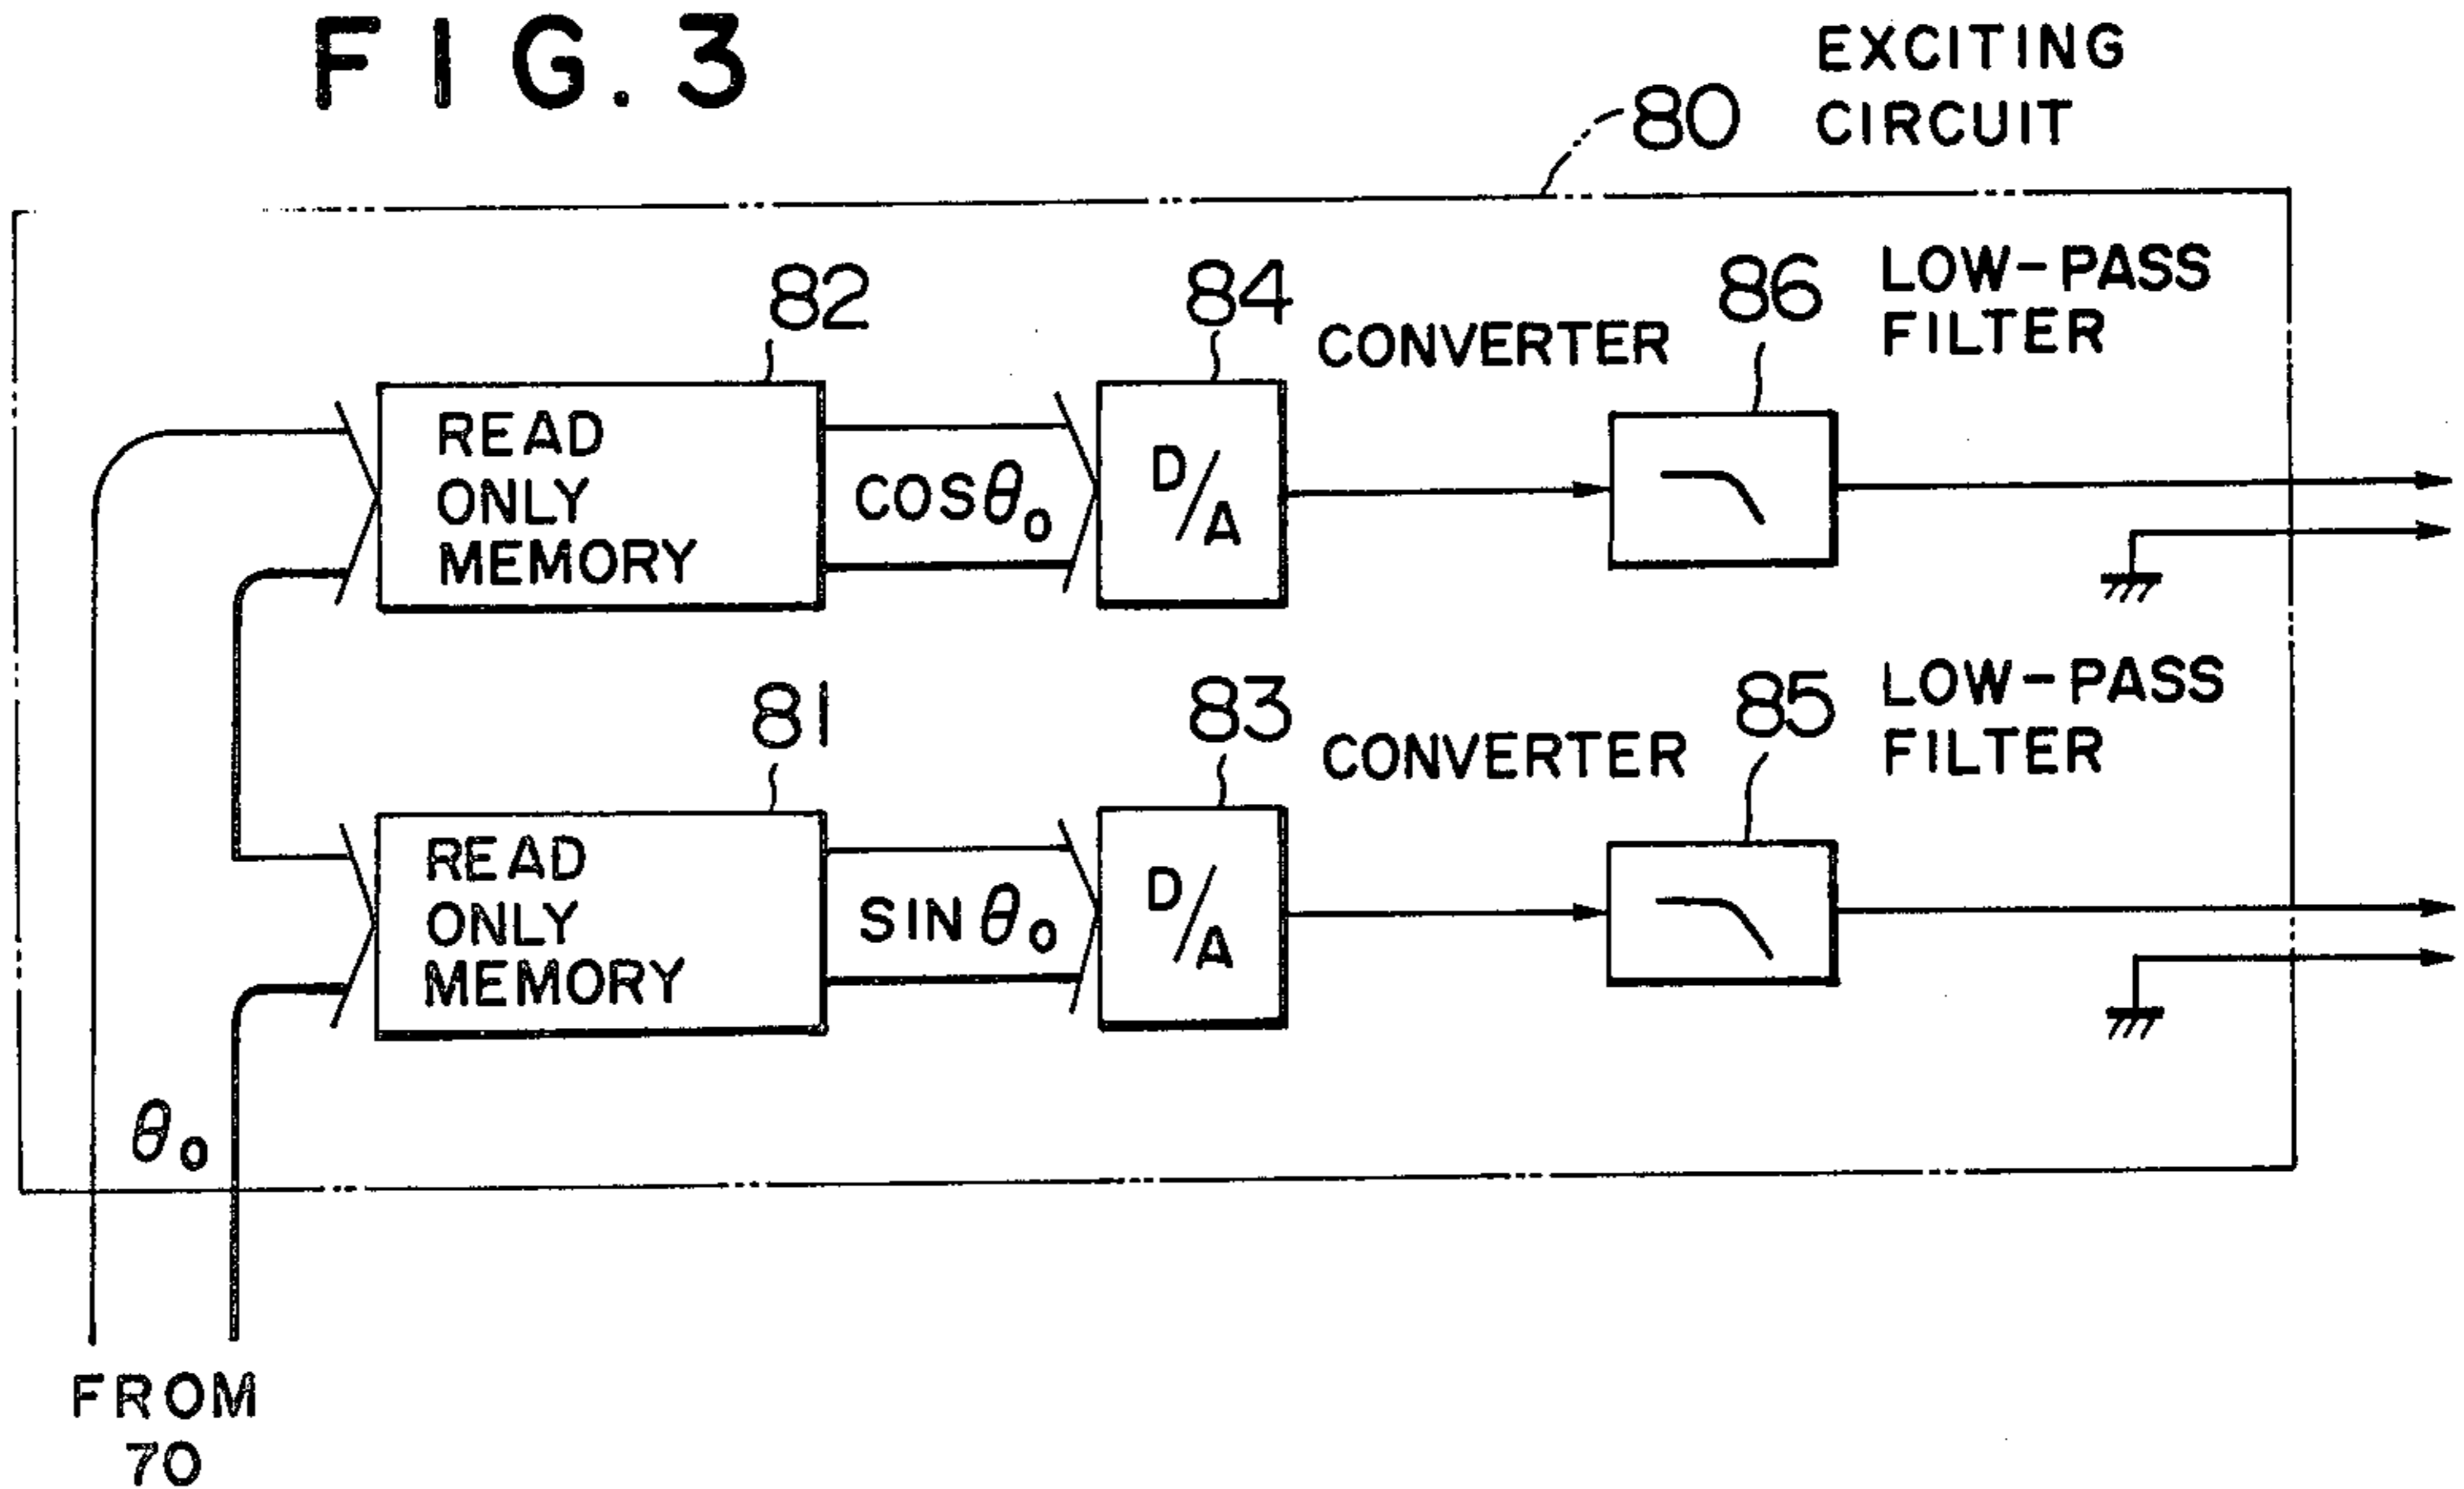 FIG. 3
80 EXCITING
CIRCUIT
82
84
CONVERTER
86
LOW-PASS
FILTER
READ
ONLY
MEMORY
COSθ₀
D/A
81
83
CONVERTER
85
LOW-PASS
FILTER
READ
ONLY
MEMORY
SINθ₀
D/A
θ₀
FROM
70